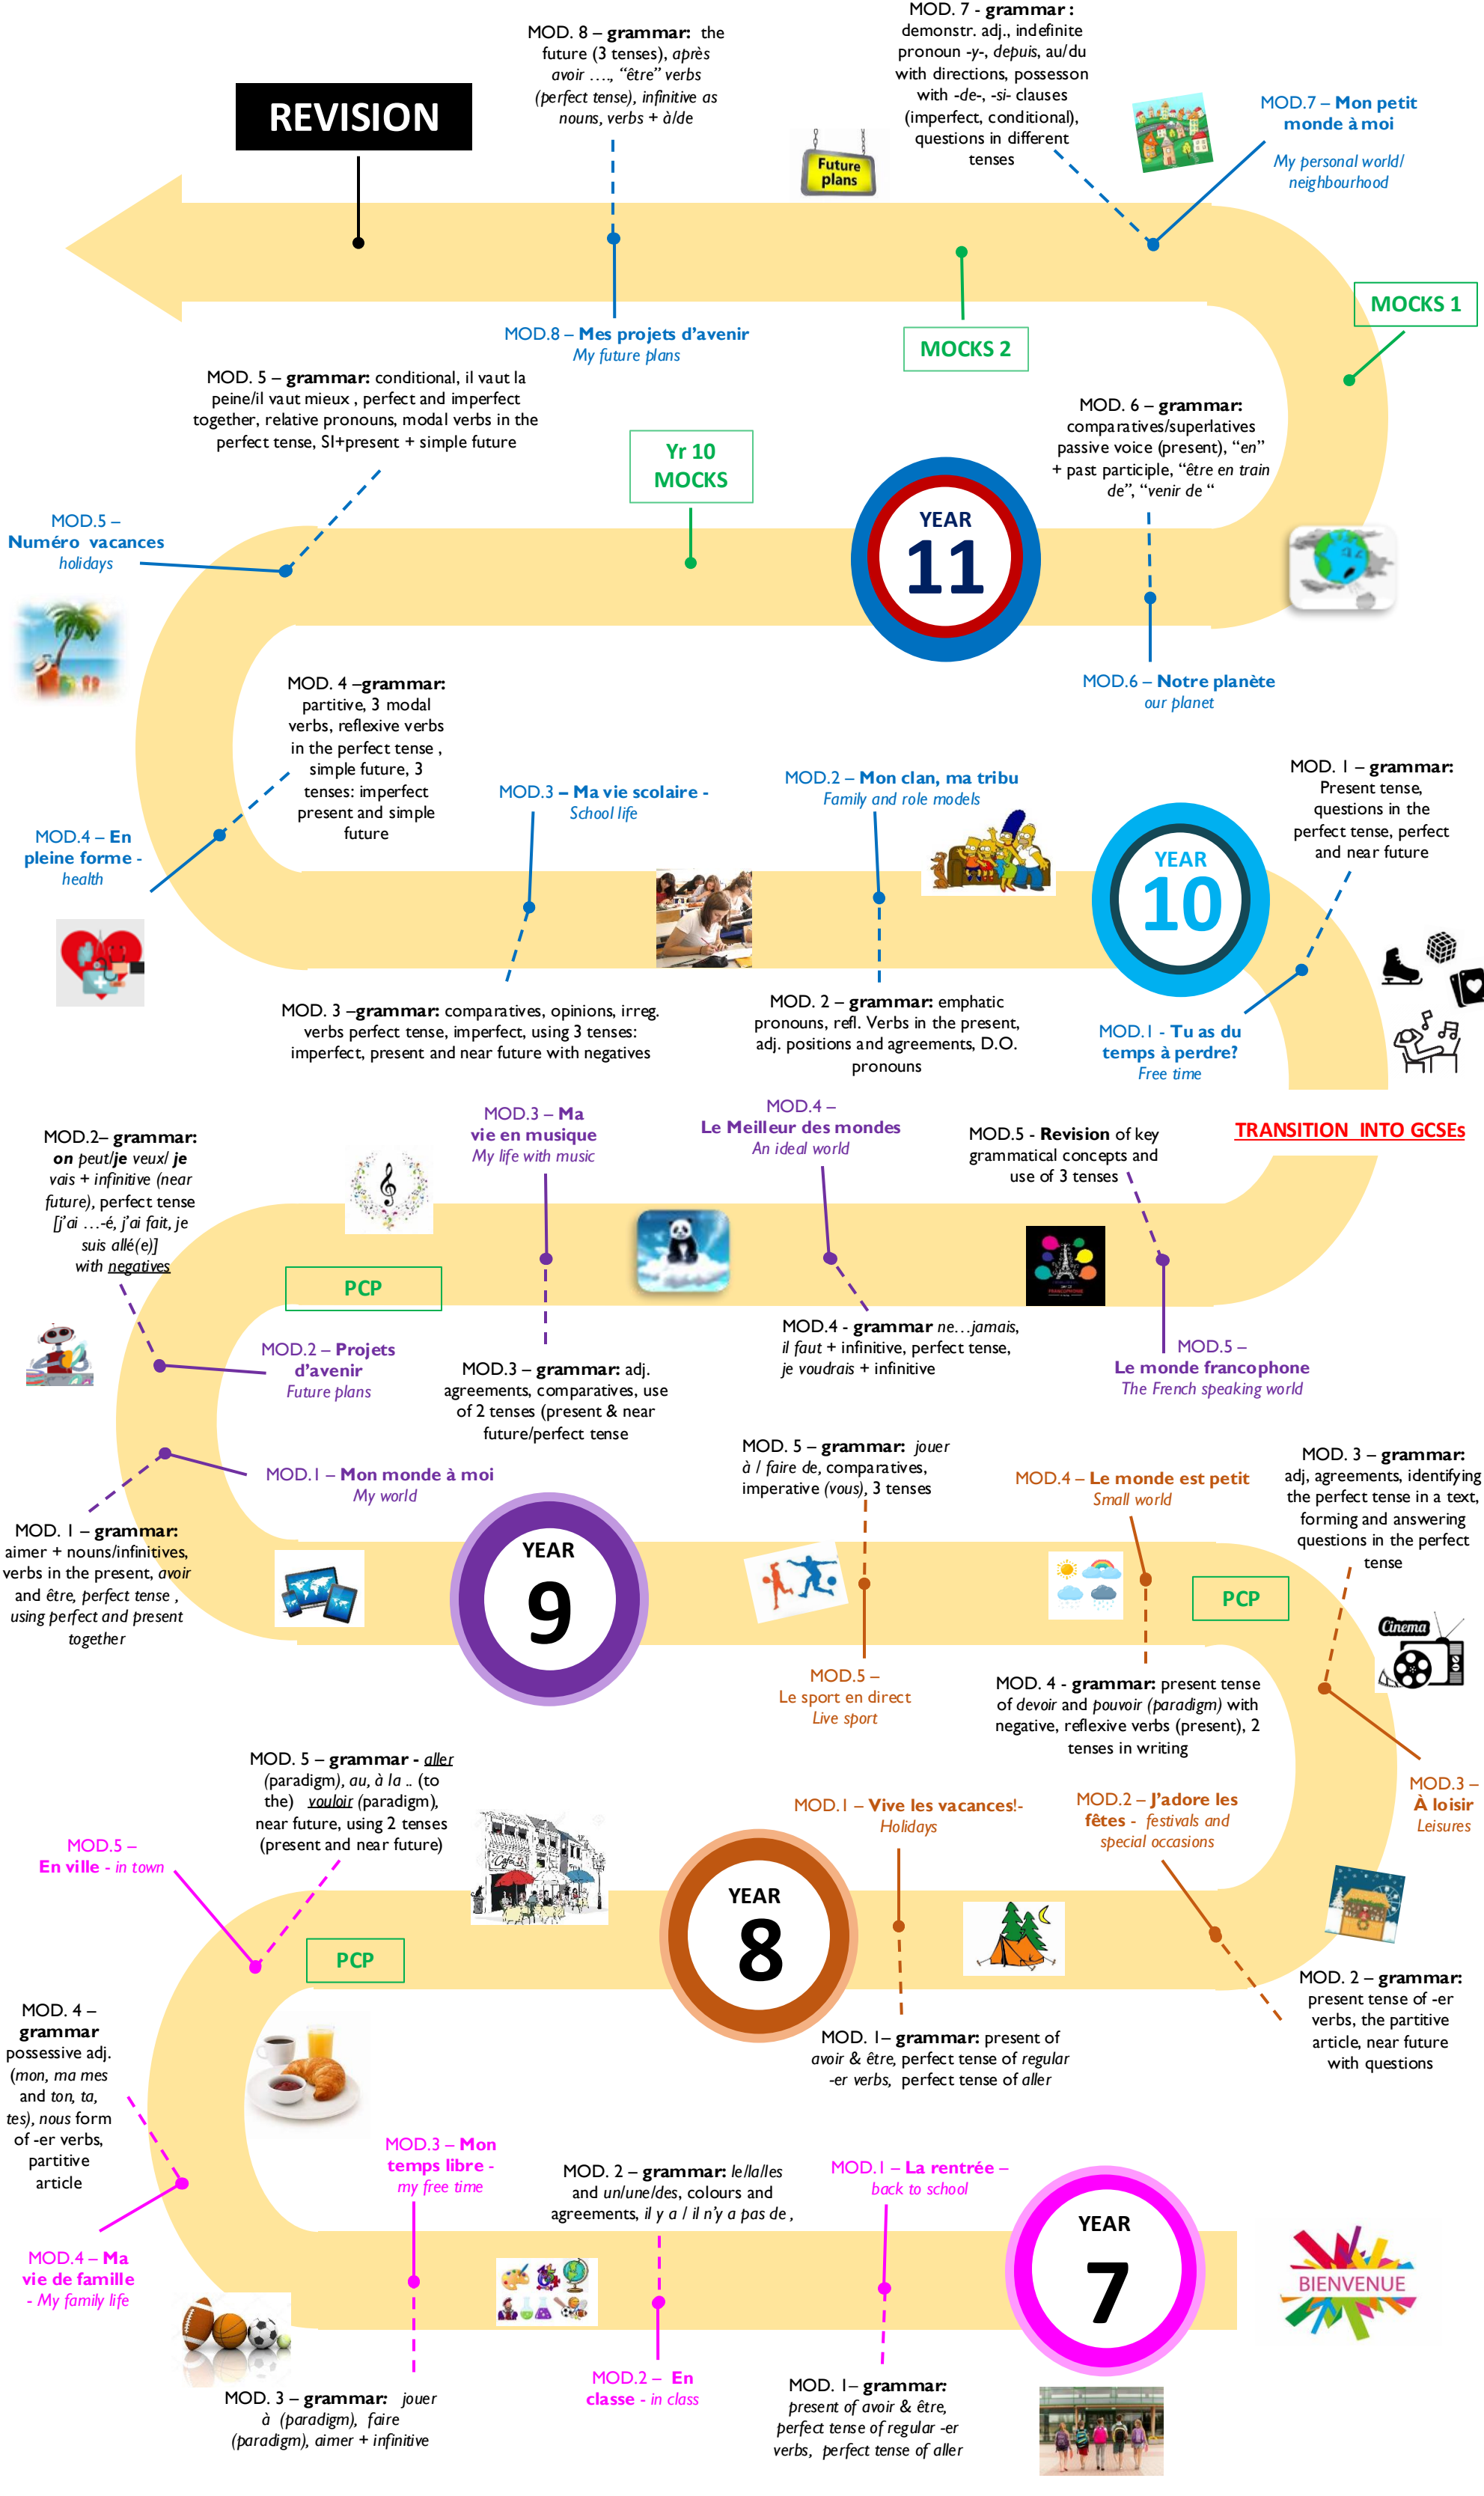 MOD. 7 - grammar :
demonstr. adj., indefinite
pronoun -y-, depuis, au/du
with directions, possesson
with -de-, -si- clauses
(imperfect, conditional),
questions in different
tenses
MOD. 8 – grammar: the
future (3 tenses), après
avoir …., “être” verbs
(perfect tense), infinitive as
nouns, verbs + à/de
REVISION
Future
plans
MOD.7 – Mon petit
monde à moi
My personal world/
neighbourhood
MOCKS 1
MOD.8 – Mes projets d’avenir
My future plans
MOCKS 2
MOD. 5 – grammar: conditional, il vaut la
peine/il vaut mieux , perfect and imperfect
together, relative pronouns, modal verbs in the
perfect tense, SI+present + simple future
MOD. 6 – grammar:
comparatives/superlatives
passive voice (present), “en”
+ past participle, “être en train
de”, “venir de “
Yr 10
MOCKS
YEAR
11
MOD.5 –
Numéro vacances
holidays
MOD.6 – Notre planète
our planet
MOD. 4 –grammar:
partitive, 3 modal
verbs, reflexive verbs
in the perfect tense ,
simple future, 3
tenses: imperfect
present and simple
future
MOD.4 – En
pleine forme -
health
MOD.3 – Ma vie scolaire -
School life
MOD.2 – Mon clan, ma tribu
Family and role models
YEAR
10
MOD. 1 – grammar:
Present tense,
questions in the
perfect tense, perfect
and near future
MOD. 3 –grammar: comparatives, opinions, irreg.
verbs perfect tense, imperfect, using 3 tenses:
imperfect, present and near future with negatives
MOD. 2 – grammar: emphatic
pronouns, refl. Verbs in the present,
adj. positions and agreements, D.O.
pronouns
MOD.1 - Tu as du
temps à perdre?
Free time
TRANSITION INTO GCSEs
MOD.2– grammar:
on peut/je veux/ je
vais + infinitive (near
future), perfect tense
[j’ai …-é, j’ai fait, je
suis allé(e)]
with negatives
MOD.3 – Ma
vie en musique
My life with music
MOD.4 –
Le Meilleur des mondes
An ideal world
MOD.5 - Revision of key
grammatical concepts and
use of 3 tenses
PCP
MOD.2 – Projets
d’avenir
Future plans
MOD.3 – grammar: adj.
agreements, comparatives, use
of 2 tenses (present & near
future/perfect tense
MOD.4 - grammar ne…jamais,
il faut + infinitive, perfect tense,
je voudrais + infinitive
MOD.5 –
Le monde francophone
The French speaking world
MOD.1 – Mon monde à moi
My world
MOD. 1 – grammar:
aimer + nouns/infinitives,
verbs in the present, avoir
and être, perfect tense ,
using perfect and present
together
YEAR
9
MOD. 5 – grammar: jouer
à / faire de, comparatives,
imperative (vous), 3 tenses
MOD.4 – Le monde est petit
Small world
MOD. 3 – grammar:
adj, agreements, identifying
the perfect tense in a text,
forming and answering
questions in the perfect
tense
PCP
Cinema
MOD.5 –
Le sport en direct
Live sport
MOD. 4 - grammar: present tense
of devoir and pouvoir (paradigm) with
negative, reflexive verbs (present), 2
tenses in writing
MOD.3 –
À loisir
Leisures
MOD. 5 – grammar - aller
(paradigm), au, à la .. (to
the) vouloir (paradigm),
near future, using 2 tenses
(present and near future)
Cafe
MOD.5 –
En ville - in town
MOD.1 – Vive les vacances!-
Holidays
MOD.2 – J’adore les
fêtes - festivals and
special occasions
YEAR
8
PCP
MOD. 1– grammar: present of
avoir & être, perfect tense of regular
-er verbs, perfect tense of aller
MOD. 2 – grammar:
present tense of -er
verbs, the partitive
article, near future
with questions
MOD. 4 –
grammar
possessive adj.
(mon, ma mes
and ton, ta,
tes), nous form
of -er verbs,
partitive
article
MOD.4 – Ma
vie de famille
- My family life
MOD.3 – Mon
temps libre -
my free time
MOD. 2 – grammar: le/la/les
and un/une/des, colours and
agreements, il y a / il n’y a pas de ,
MOD.1 – La rentrée –
back to school
YEAR
7
BIENVENUE
MOD. 3 – grammar: jouer
à (paradigm), faire
(paradigm), aimer + infinitive
MOD.2 – En
classe - in class
MOD. 1– grammar:
present of avoir & être,
perfect tense of regular -er
verbs, perfect tense of aller